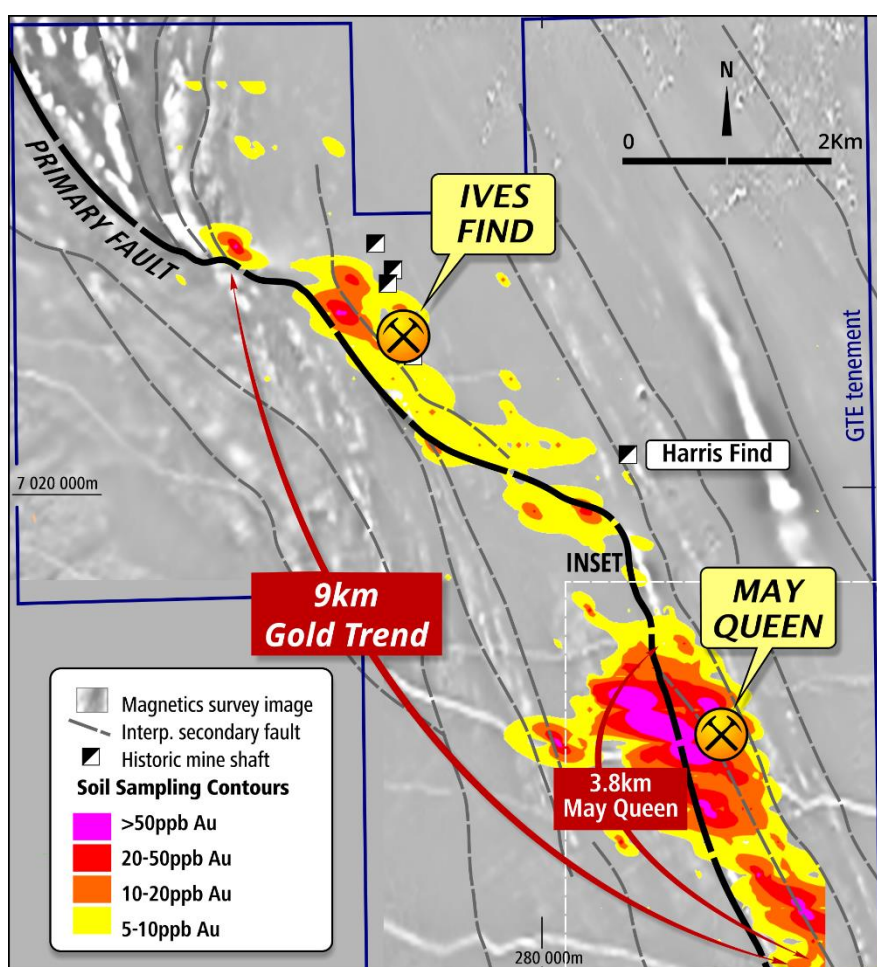 N
0 2Km
IVES
FIND
PRIMARY FAULT
GTE tenement
Harris Find
7 020 000m
INSET
9km
Gold Trend
MAY
QUEEN
3.8km
May Queen
Magnetics survey image
Interp. secondary fault
Historic mine shaft
Soil Sampling Contours
>50ppb Au
20-50ppb Au
10-20ppb Au
5-10ppb Au
280 000m